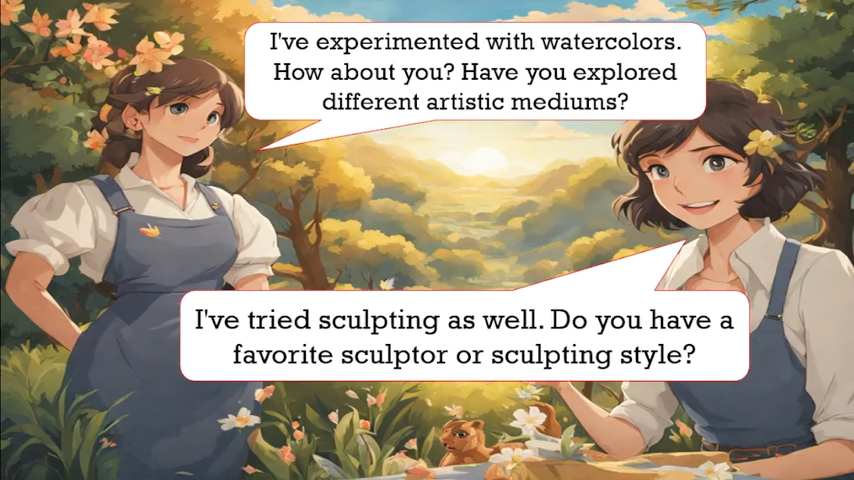 I've experimented with watercolors.
How about you? Have you explored
different artistic mediums?
I've tried sculpting as well. Do you have a
favorite sculptor or sculpting style?